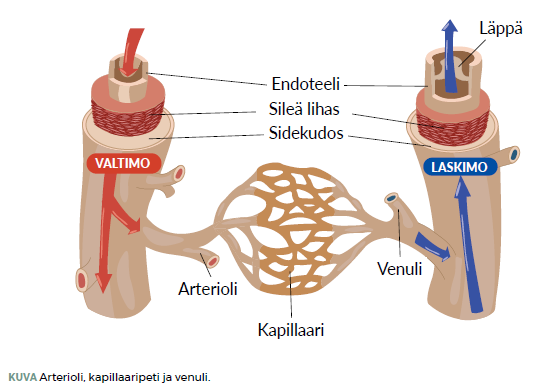 Läppä
Endoteeli
Sileä lihas
Sidekudos
VALTIMO
LASKIMO
Arterioli
Venuli
Kapillaari
KUVA Arterioli, kapillaaripeti ja venuli.